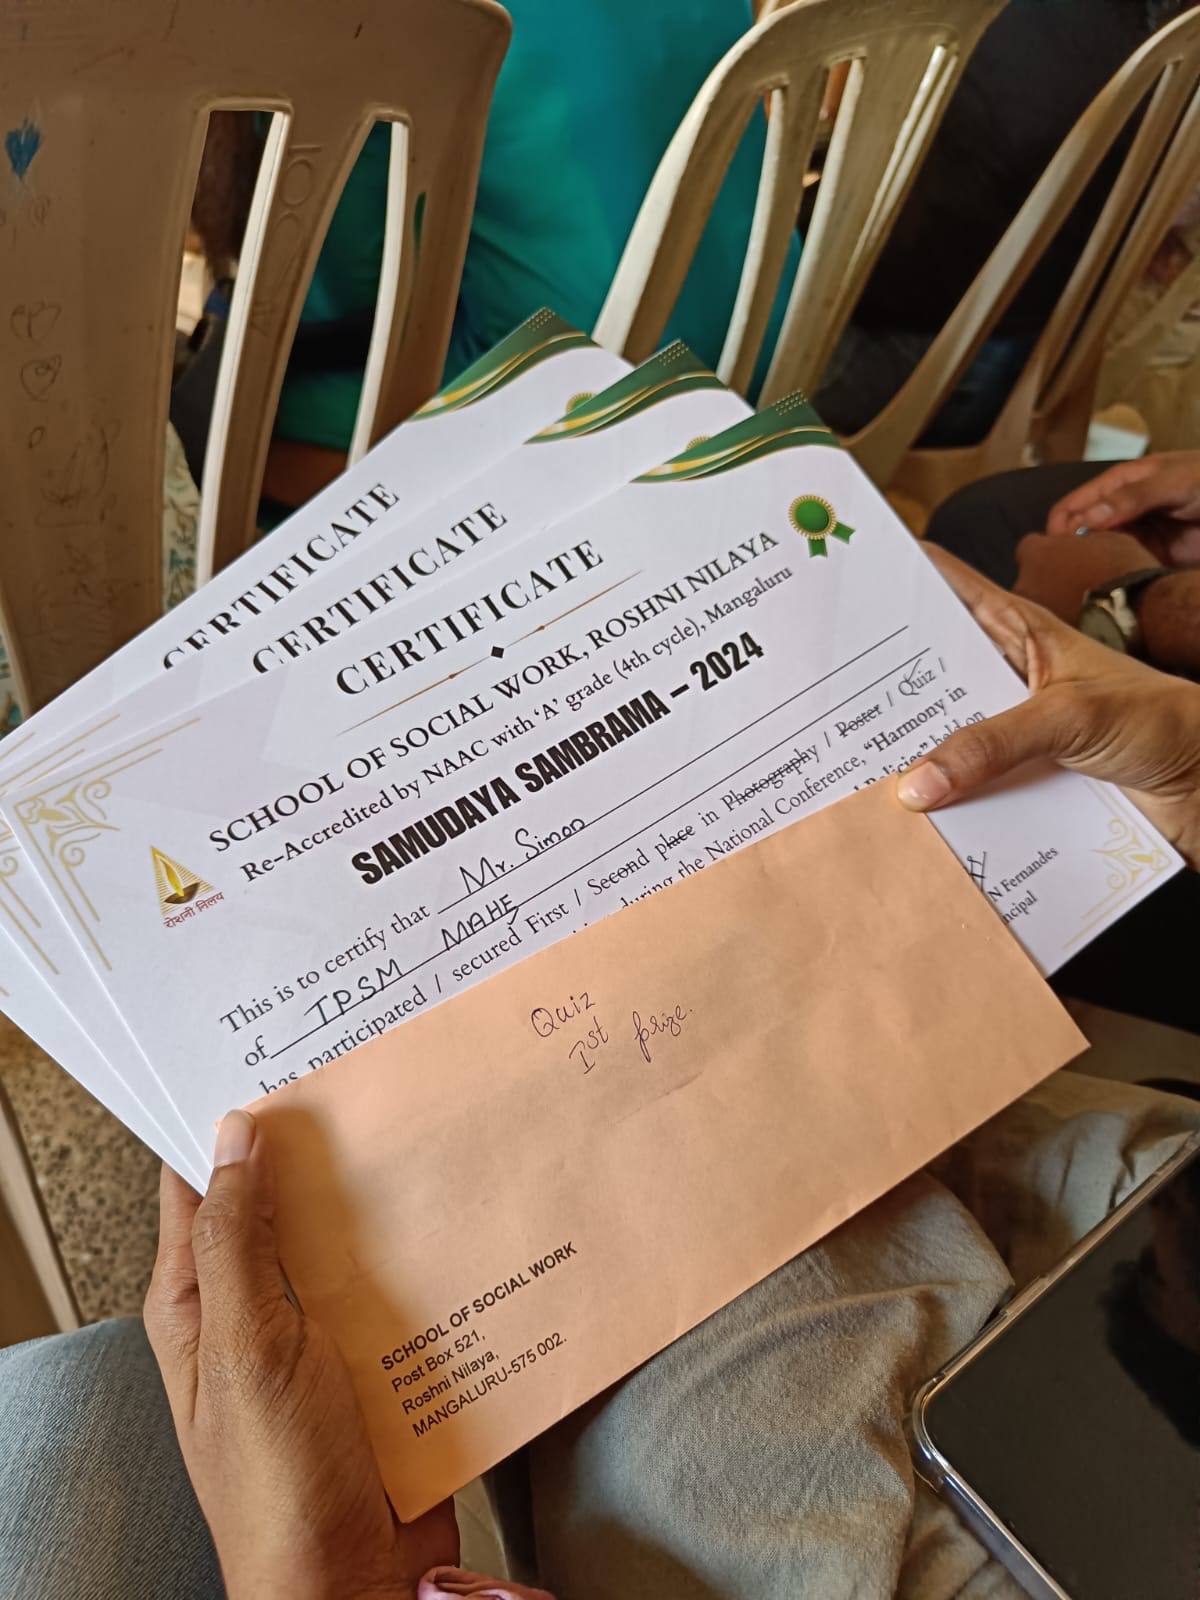 CERTIFICATE
CERTIFICATE
CERTIFICATE
SCHOOL OF SOCIAL WORK, ROSHNI NILAYA
Re-Accredited by NAAC with ‘A’ grade (4th cycle), Mangaluru
SAMUDAYA SAMBRAMA – 2024
रोशनी निलय
This is to certify that Mr. Simon
of IPSM MAHE
has participated / secured First / Second place in Photography / Poster / Quiz /
during the National Conference, “Harmony in
Policies” held on
N Fernandes
Quiz
Ist prize.
SCHOOL OF SOCIAL WORK
Post Box 521,
Roshni Nilaya,
MANGALURU-575 002.